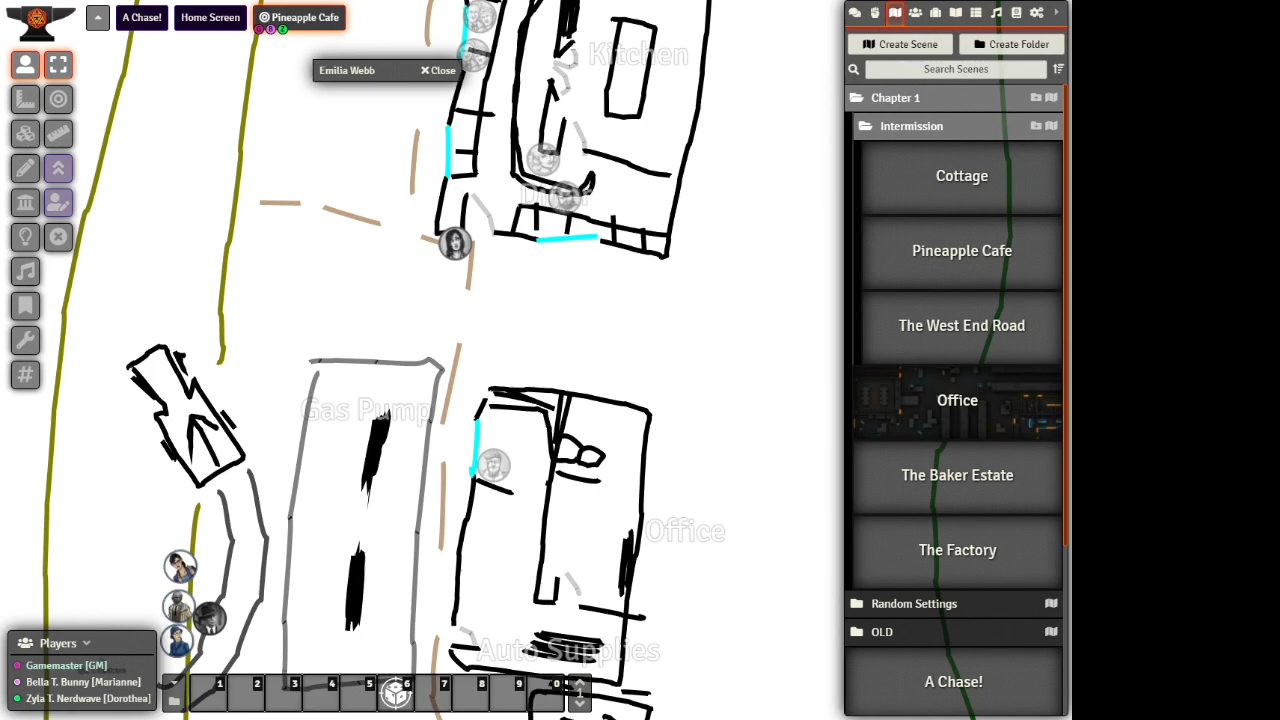 A Chase!
Home Screen
Pineapple Cafe
G
B
Z
Emilia Webb
Close
Kitchen
Diner
Gas Pump
Office
Auto Supplies
Players
Gamemaster [GM]
Bella T. Bunny [Marianne]
Zyla T. Nerdwave [Dorothea]
1
2
3
4
5
6
7
8
9
0
1
Create Scene
Create Folder
Search Scenes
Chapter 1
Intermission
Cottage
Pineapple Cafe
The West End Road
Office
The Baker Estate
The Factory
Random Settings
OLD
A Chase!